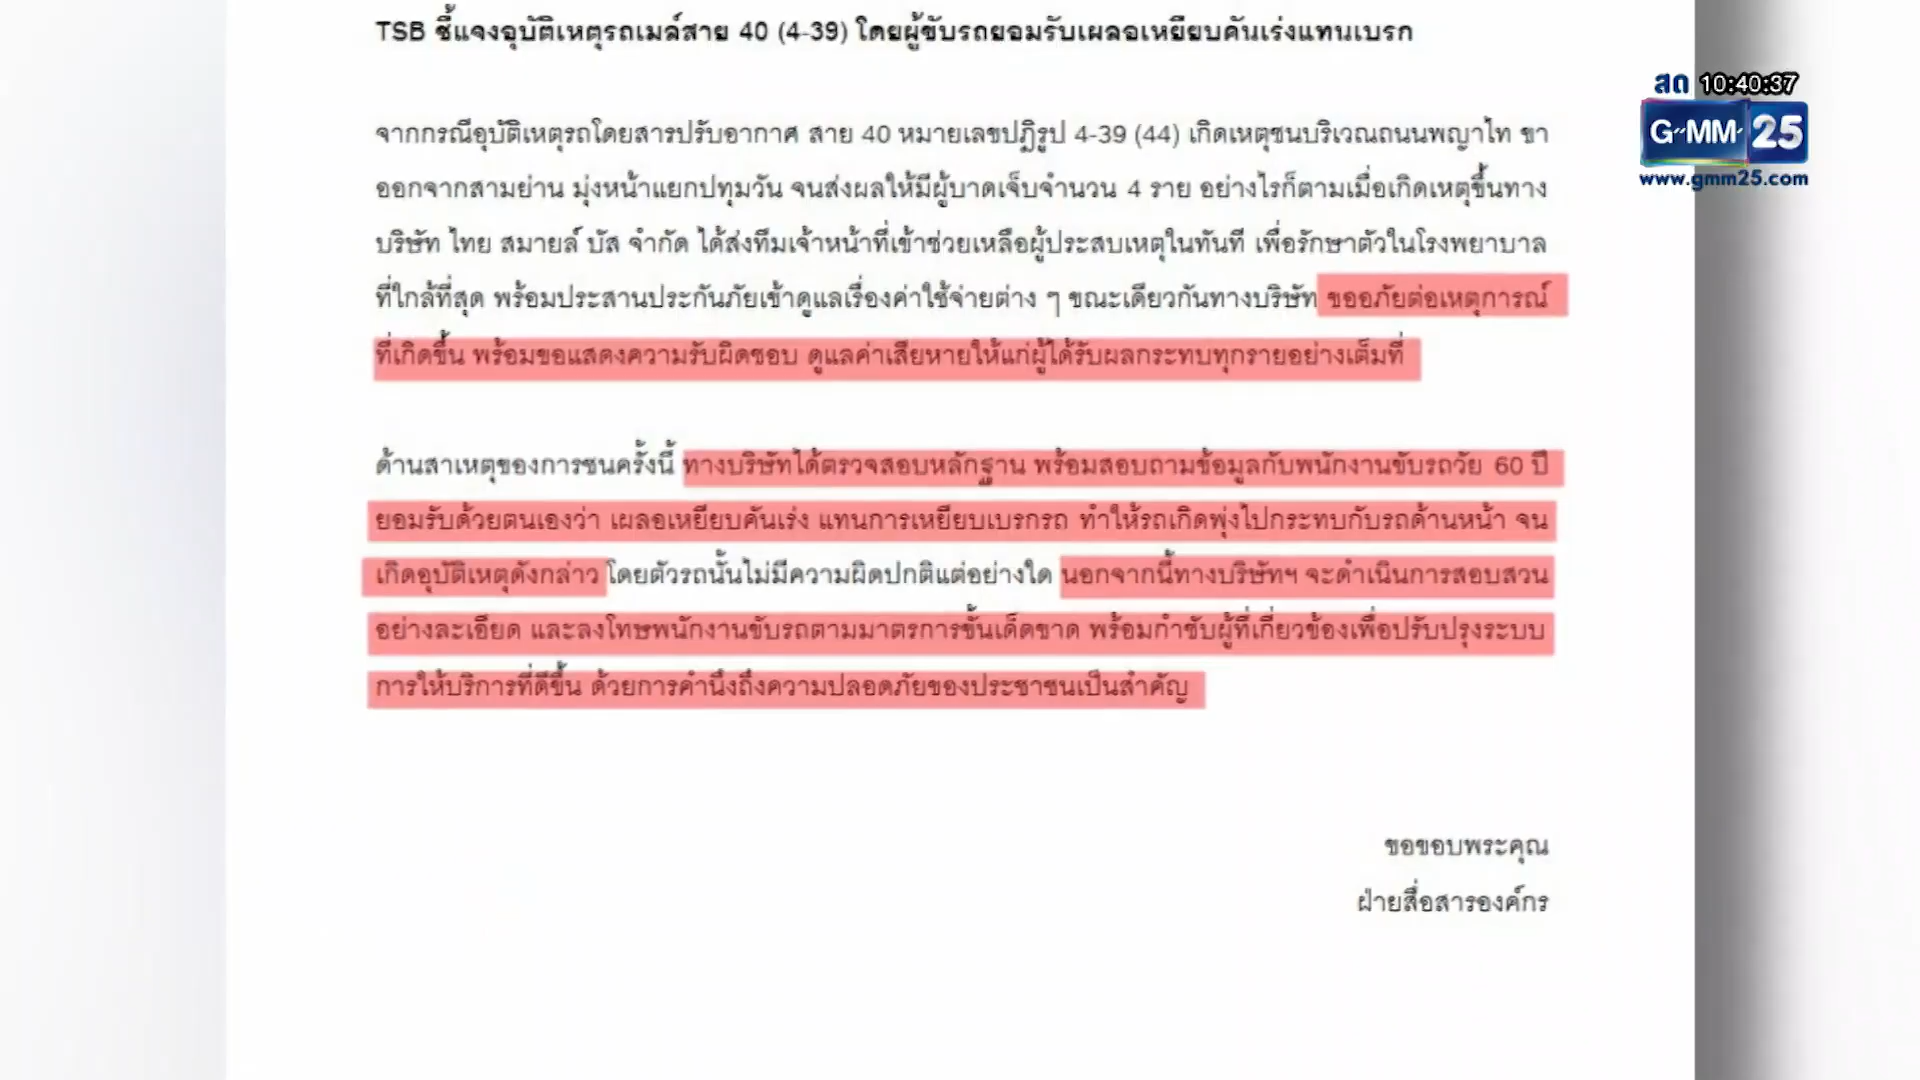 TSB ชี้แจงอุบัติเหตุรถเมล์สาย 40 (4-39) โดยผู้ขับรถยอมรับเผลอเหยียบคันเร่งแทนเบรก
สด 10:40:37
GMM 25
www.gmm25.com
จากกรณีอุบัติเหตุรถโดยสารปรับอากาศ สาย 40 หมายเลขปฏิรูป 4-39 (44) เกิดเหตุชนบริเวณถนนพญาไท ขา
ออกจากสามย่าน มุ่งหน้าแยกปทุมวัน จนส่งผลให้มีผู้บาดเจ็บจำนวน 4 ราย อย่างไรก็ตามเมื่อเกิดเหตุขึ้นทาง
บริษัท ไทย สมายล์ บัส จำกัด ได้ส่งทีมเจ้าหน้าที่เข้าช่วยเหลือผู้ประสบเหตุในทันที เพื่อรักษาตัวในโรงพยาบาล
ที่ใกล้ที่สุด พร้อมประสานประกันภัยเข้าดูแลเรื่องค่าใช้จ่ายต่าง ๆ ขณะเดียวกันทางบริษัท ขออภัยต่อเหตุการณ์
ที่เกิดขึ้น พร้อมขอแสดงความรับผิดชอบ ดูแลค่าเสียหายให้แก่ผู้ได้รับผลกระทบทุกรายอย่างเต็มที่
ด้านสาเหตุของการชนครั้งนี้ ทางบริษัทได้ตรวจสอบหลักฐาน พร้อมสอบถามข้อมูลกับพนักงานขับรถวัย 60 ปี
ยอมรับด้วยตนเองว่า เผลอเหยียบคันเร่ง แทนการเหยียบเบรกรถ ทำให้รถเกิดพุ่งไปกระทบกับรถด้านหน้า จน
เกิดอุบัติเหตุดังกล่าว โดยตัวรถนั้นไม่มีความผิดปกติแต่อย่างใด นอกจากนี้ทางบริษัทฯ จะดำเนินการสอบสวน
อย่างละเอียด และลงโทษพนักงานขับรถตามมาตรการขั้นเด็ดขาด พร้อมกำชับผู้ที่เกี่ยวข้องเพื่อปรับปรุงระบบ
การให้บริการที่ดีขึ้น ด้วยการคำนึงถึงความปลอดภัยของประชาชนเป็นสำคัญ
ขอขอบพระคุณ
ฝ่ายสื่อสารองค์กร